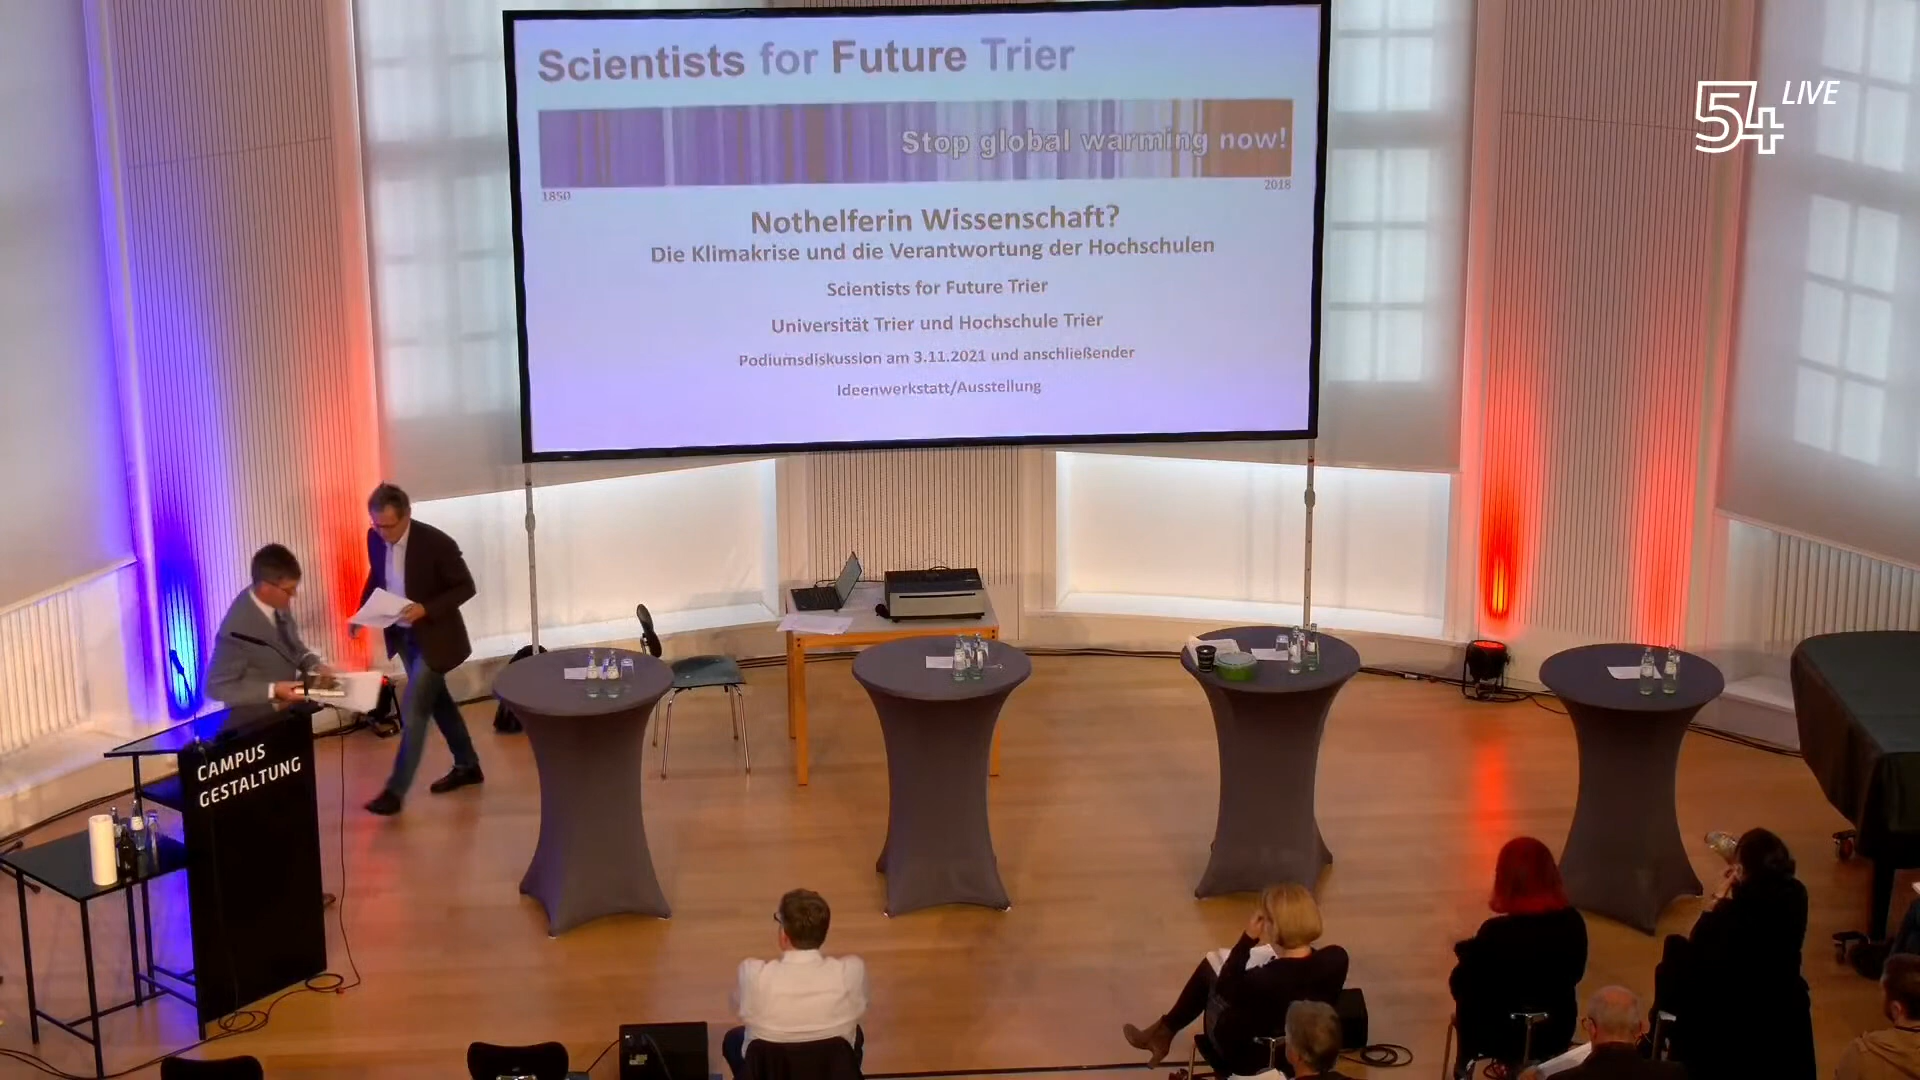 Scientists for Future Trier
54 LIVE
Stop global warming now!
1850
2018
Nothelferin Wissenschaft?
Die Klimakrise und die Verantwortung der Hochschulen
Scientists for Future Trier
Universität Trier und Hochschule Trier
Podiumsdiskussion am 3.11.2021 und anschließender
Ideenwerkstatt/Ausstellung
CAMPUS
GESTALTUNG